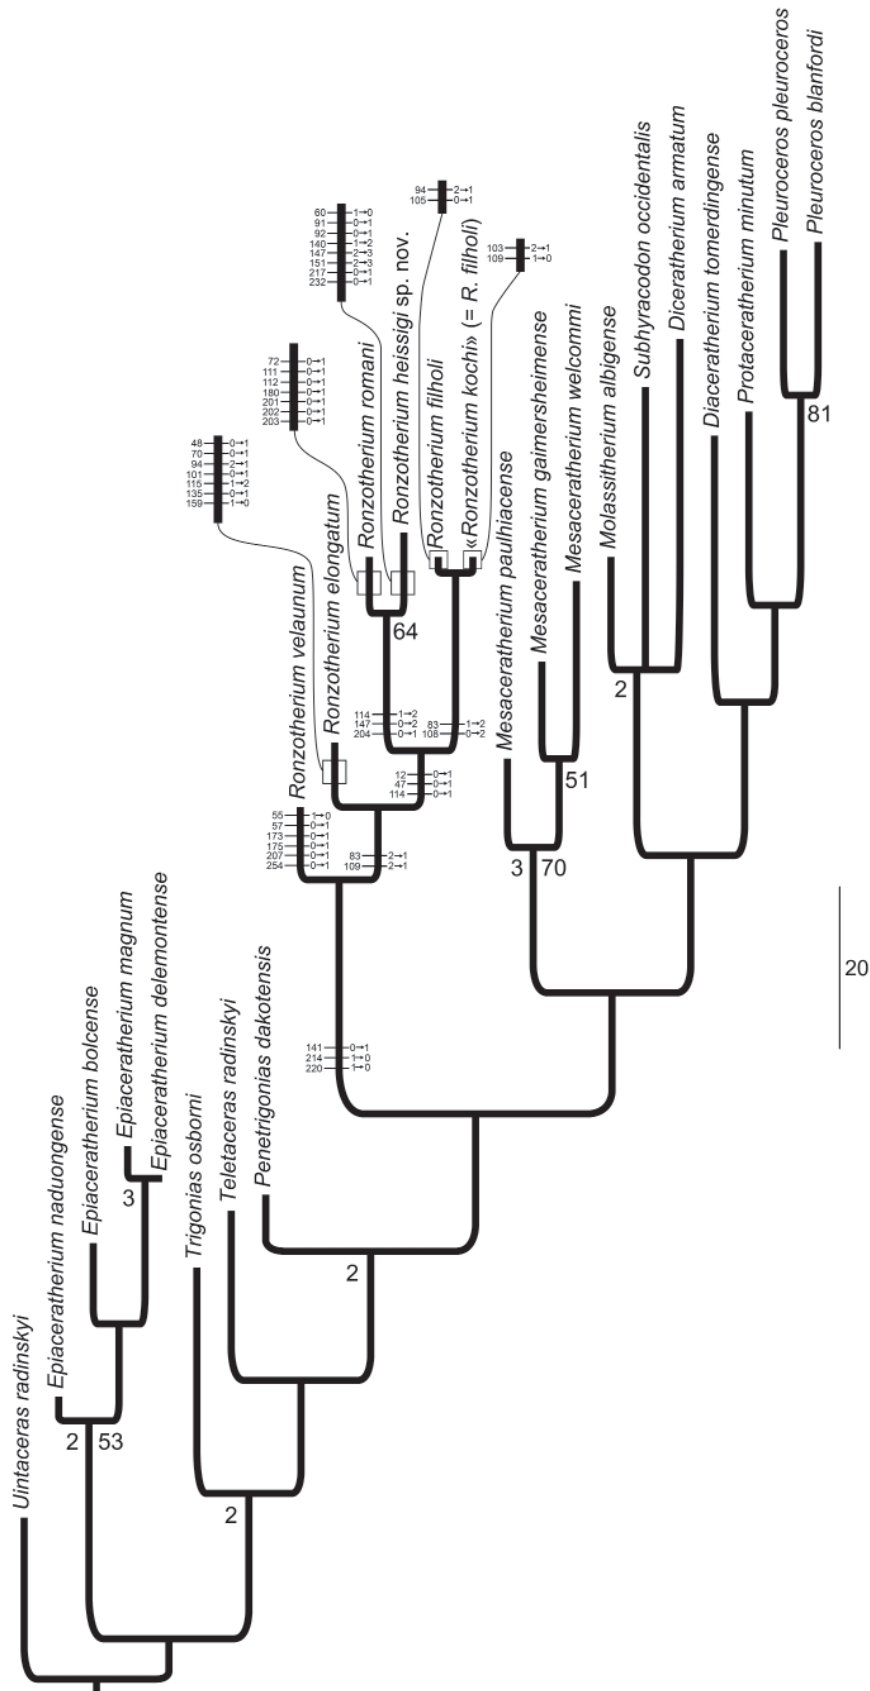 Pleuroceros pleuroceros
Pleuroceros blanfordi
Diceratherium armatum
Subhyracodon occidentalis
Diaceratherium tomerdingense
Protaceratherium minutum
94 2→1
105 0→1
60 1→0
91 0→1
92 0→1
140 1→2
147 2→3
151 2→3
217 0→1
232 0→1
103 2→1
109 1→0
72 0→1
111 0→1
112 0→1
180 0→1
201 0→1
202 0→1
203 0→1
48 0→1
70 0→1
94 2→1
101 0→1
115 1→2
135 0→1
159 1→0
Ronzotherium velaunum
Ronzotherium elongatum
Ronzotherium romani
Ronzotherium heissigi sp. nov.
Ronzotherium filholi
«Ronzotherium kochi» (= R. filholi)
Mesaceratherium paulhiacense
Mesaceratherium gaimersheimense
Mesaceratherium welcommi
Molassitherium albigense
81
64
2
114 1→2
147 0→2
204 0→1
83 1→2
108 0→2
12 0→1
47 0→1
114 0→1
51
55 1→0
57 0→1
173 0→1
175 0→1
207 0→1
254 0→1
83 2→1
109 2→1
3 70
20
141 0→1
214 1→0
220 1→0
Uintaceras radinskyi
Epiaceratherium naduongense
Epiaceratherium bolcense
Epiaceratherium magnum
Epiaceratherium delemontense
Trigonias osborni
Teletaceras radinskyi
Penetrigonias dakotensis
3
2
2 53
2